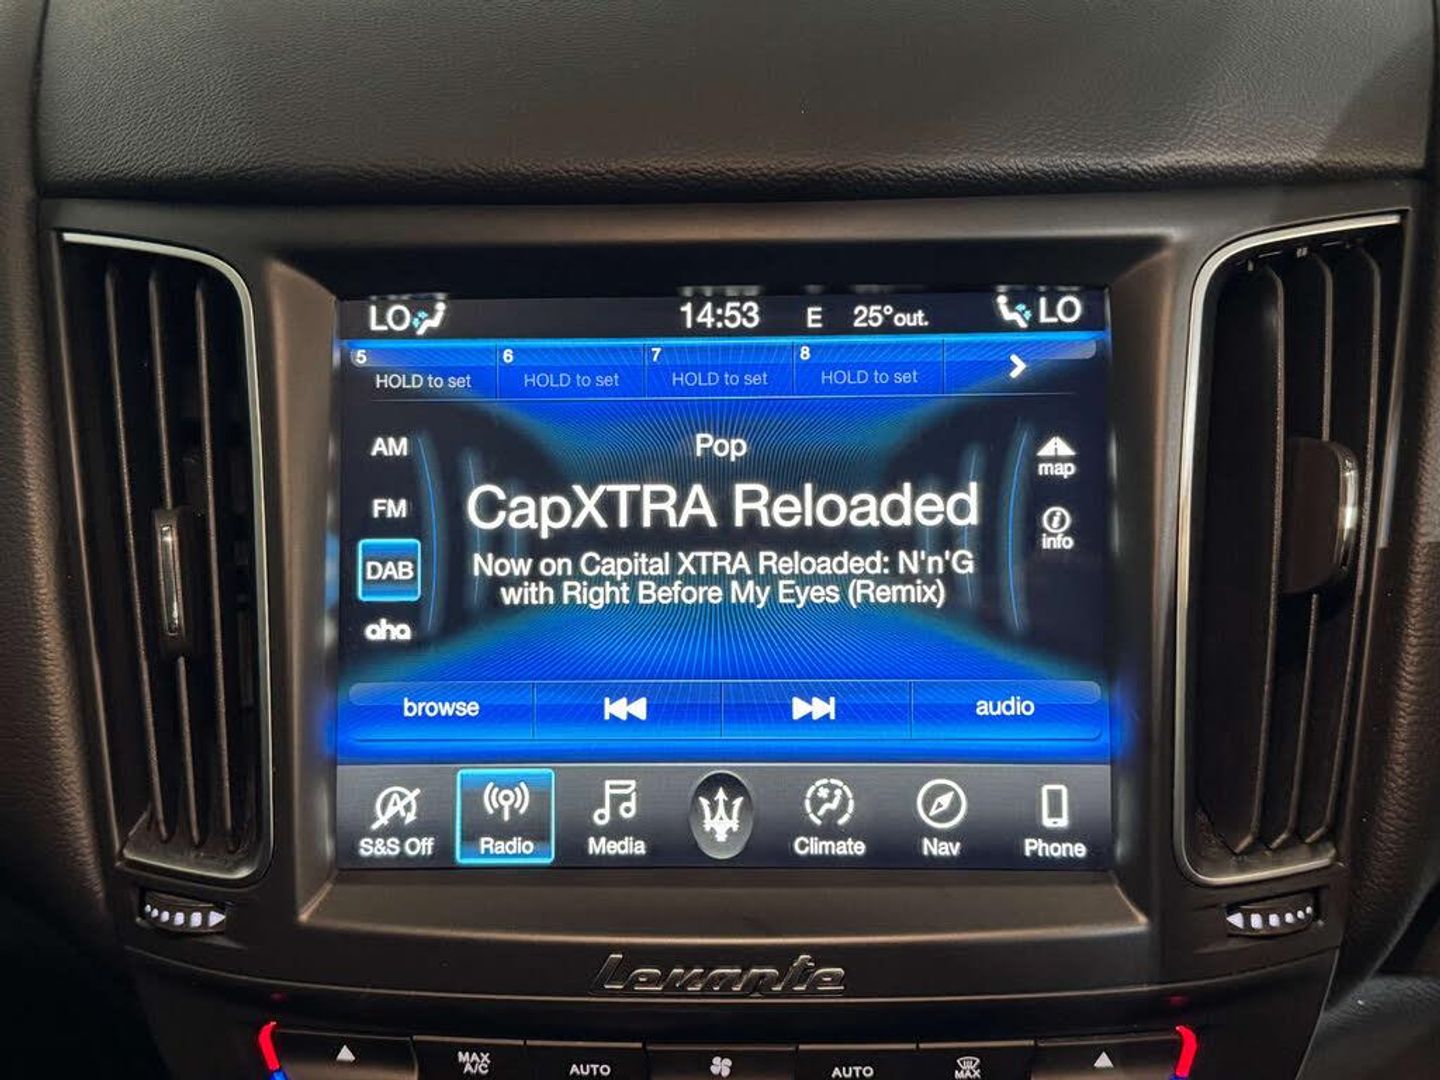 LO 14:53 E 25°out. LO
5 6 7 8
HOLD to set HOLD to set HOLD to set HOLD to set
AM
Pop
map
FM
CapXTRA Reloaded
info
DAB
Now on Capital XTRA Reloaded: N'n'G
with Right Before My Eyes (Remix)
aha
browse audio
S&S Off Radio Media Climate Nav Phone
Levante
MAX
A/C
AUTO AUTO
MAX